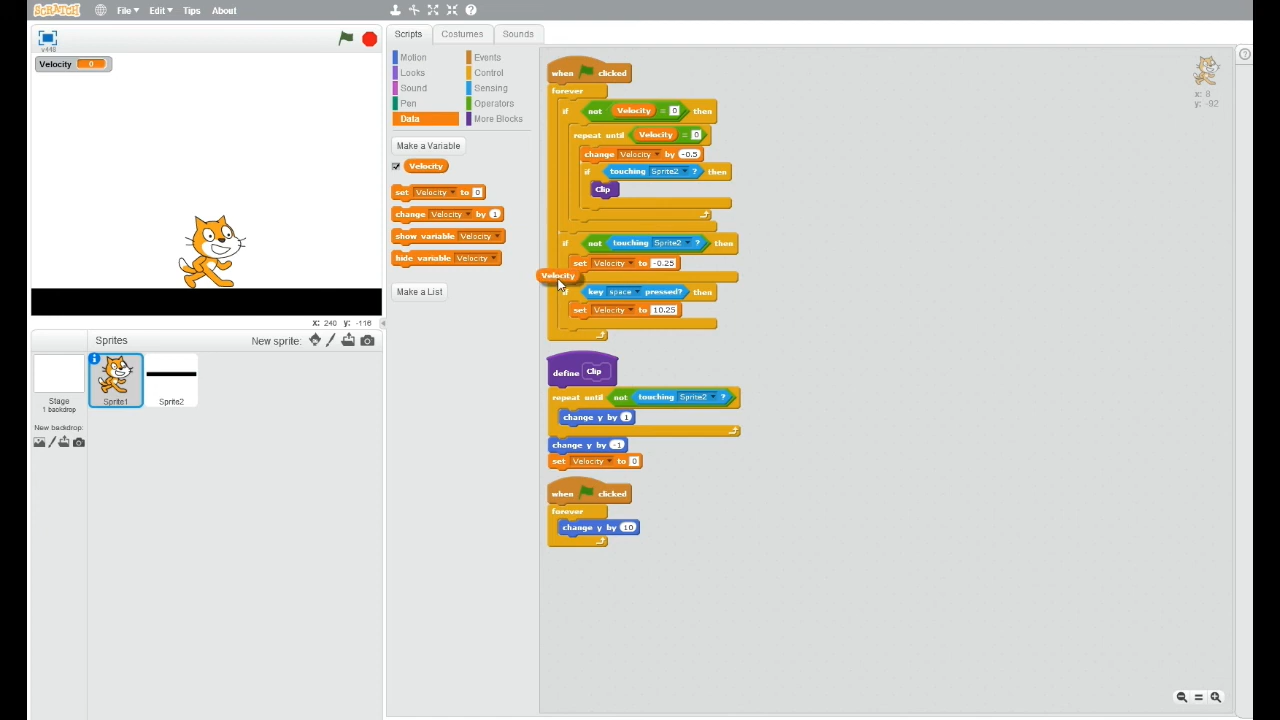 SCRATCH File Edit Tips About
v448
Velocity 0
X: 240 y: -116
Sprites New sprite:
Stage
1 backdrop
New backdrop:
Sprite1 Sprite2
Scripts Costumes Sounds
Motion Events
Looks Control
Sound Sensing
Pen Operators
Data More Blocks
Make a Variable
Velocity
set Velocity to 0
change Velocity by 1
show variable Velocity
hide variable Velocity
Make a List
when clicked
forever
if not Velocity = 0 then
repeat until Velocity = 0
change Velocity by -0.5
if touching Sprite2 ? then
Clip
if not touching Sprite2 ? then
set Velocity to -0.25
Velocity
if key space pressed? then
set Velocity to 10.25
define Clip
repeat until not touching Sprite2 ?
change y by 1
change y by -1
set Velocity to 0
when clicked
forever
change y by 10
x: 8
y: -92